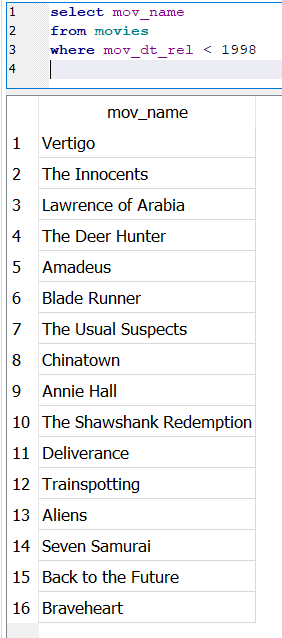 1 select mov_name
2 from movies
3 where mov_dt_rel < 1998
4
mov_name
1 Vertigo
2 The Innocents
3 Lawrence of Arabia
4 The Deer Hunter
5 Amadeus
6 Blade Runner
7 The Usual Suspects
8 Chinatown
9 Annie Hall
10 The Shawshank Redemption
11 Deliverance
12 Trainspotting
13 Aliens
14 Seven Samurai
15 Back to the Future
16 Braveheart